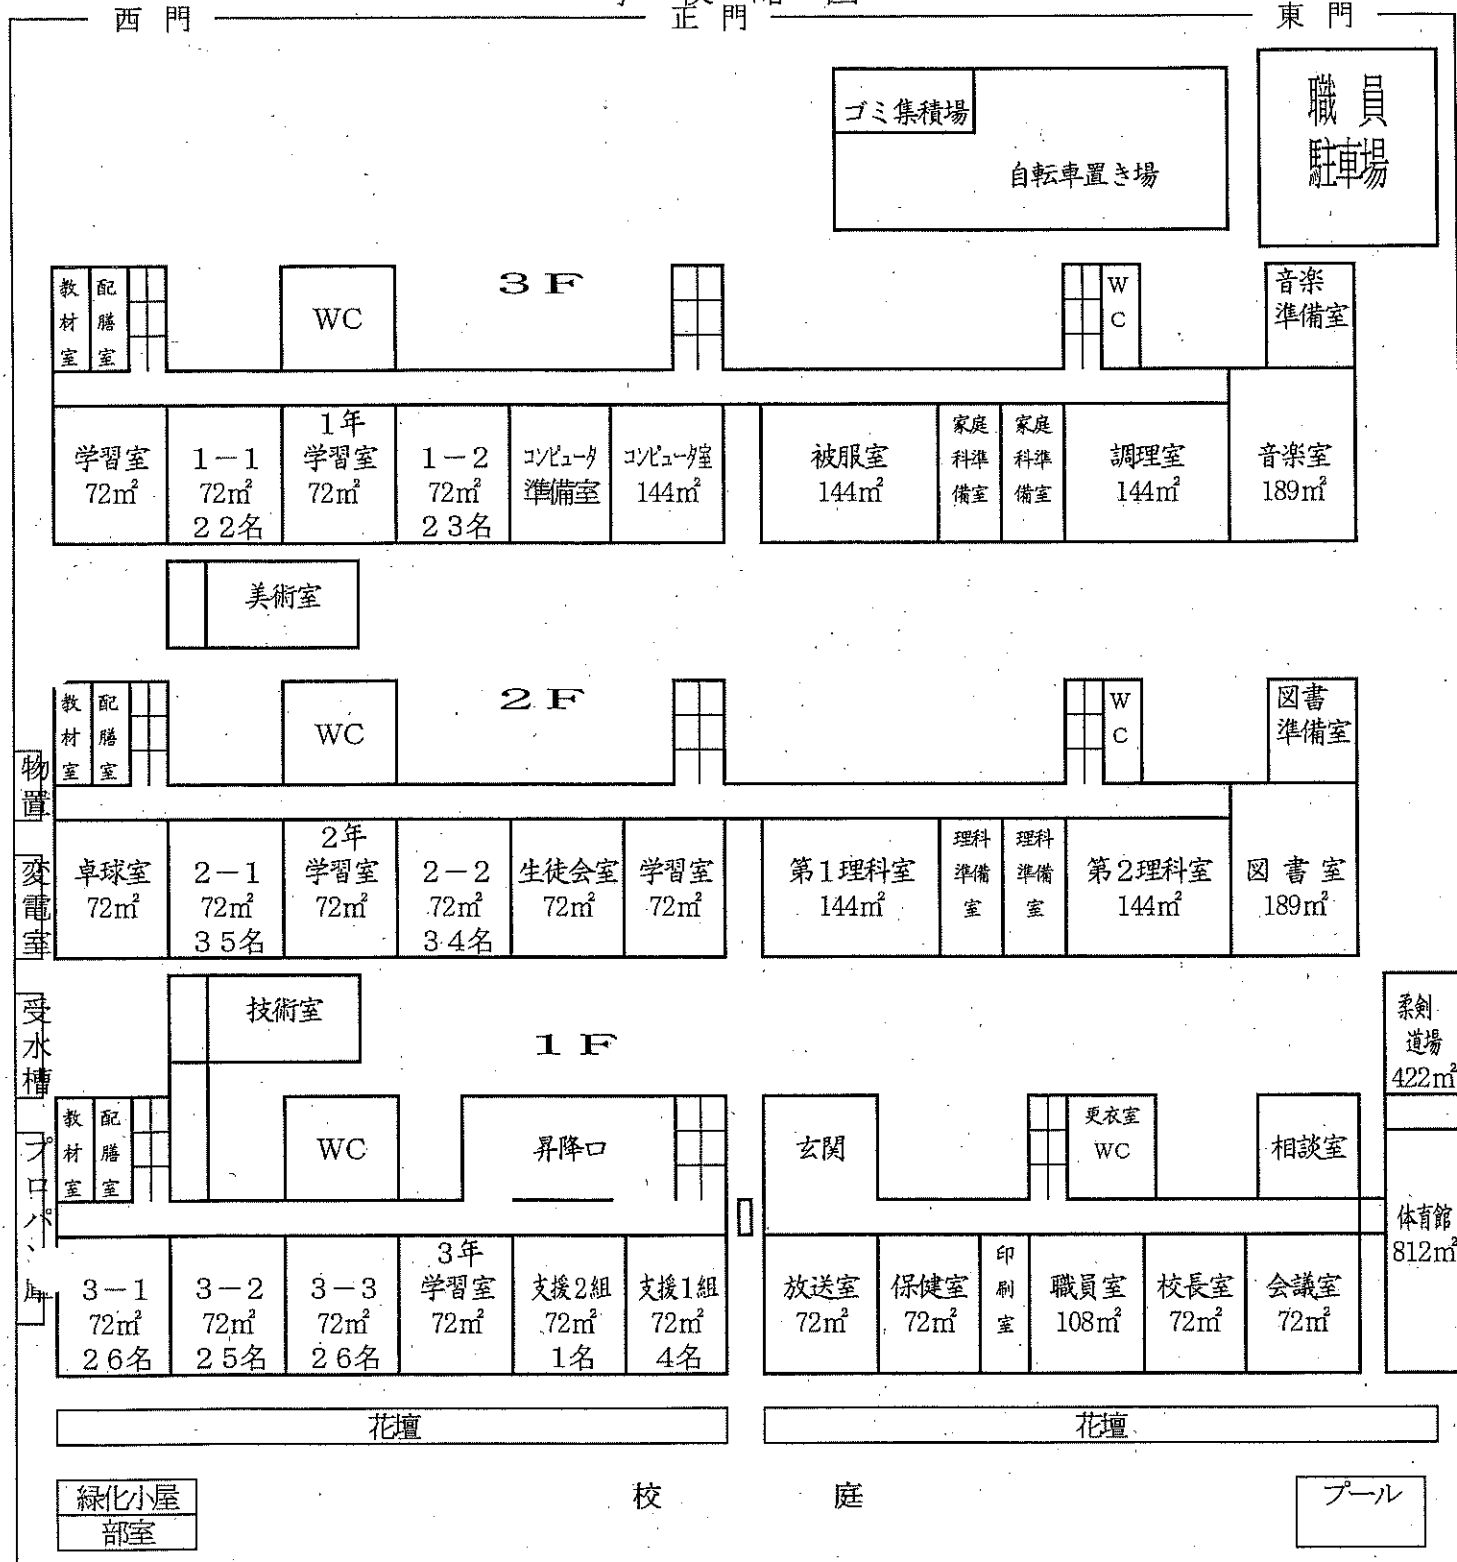 西門
正門
東門
ゴミ集積場
自転車置き場
職員
駐車場
3F
教材室
配膳室
WC
WC
音楽
準備室
学習室
72㎡
1-1
72㎡
22名
1年
学習室
72㎡
1-2
72㎡
23名
コンピュータ
準備室
コンピュータ室
144㎡
被服室
144㎡
家庭
科準
備室
家庭
科準
備室
調理室
144㎡
音楽室
189㎡
美術室
2F
教材室
配膳室
WC
WC
図書
準備室
物置
変電室
受水槽
卓球室
72㎡
2-1
72㎡
35名
2年
学習室
72㎡
2-2
72㎡
34名
生徒会室
72㎡
学習室
72㎡
第1理科室
144㎡
理科
準備
室
理科
準備
室
第2理科室
144㎡
図書室
189㎡
技術室
1F
柔剣
道場
422㎡
教材室
配膳室
WC
昇降口
玄関
更衣室
WC
相談室
体育館
812㎡
3-1
72㎡
26名
3-2
72㎡
25名
3-3
72㎡
26名
3年
学習室
72㎡
支援2組
72㎡
1名
支援1組
72㎡
4名
放送室
72㎡
保健室
72㎡
印刷室
職員室
108㎡
校長室
72㎡
会議室
72㎡
花壇
花壇
緑化小屋
部室
校庭
プール